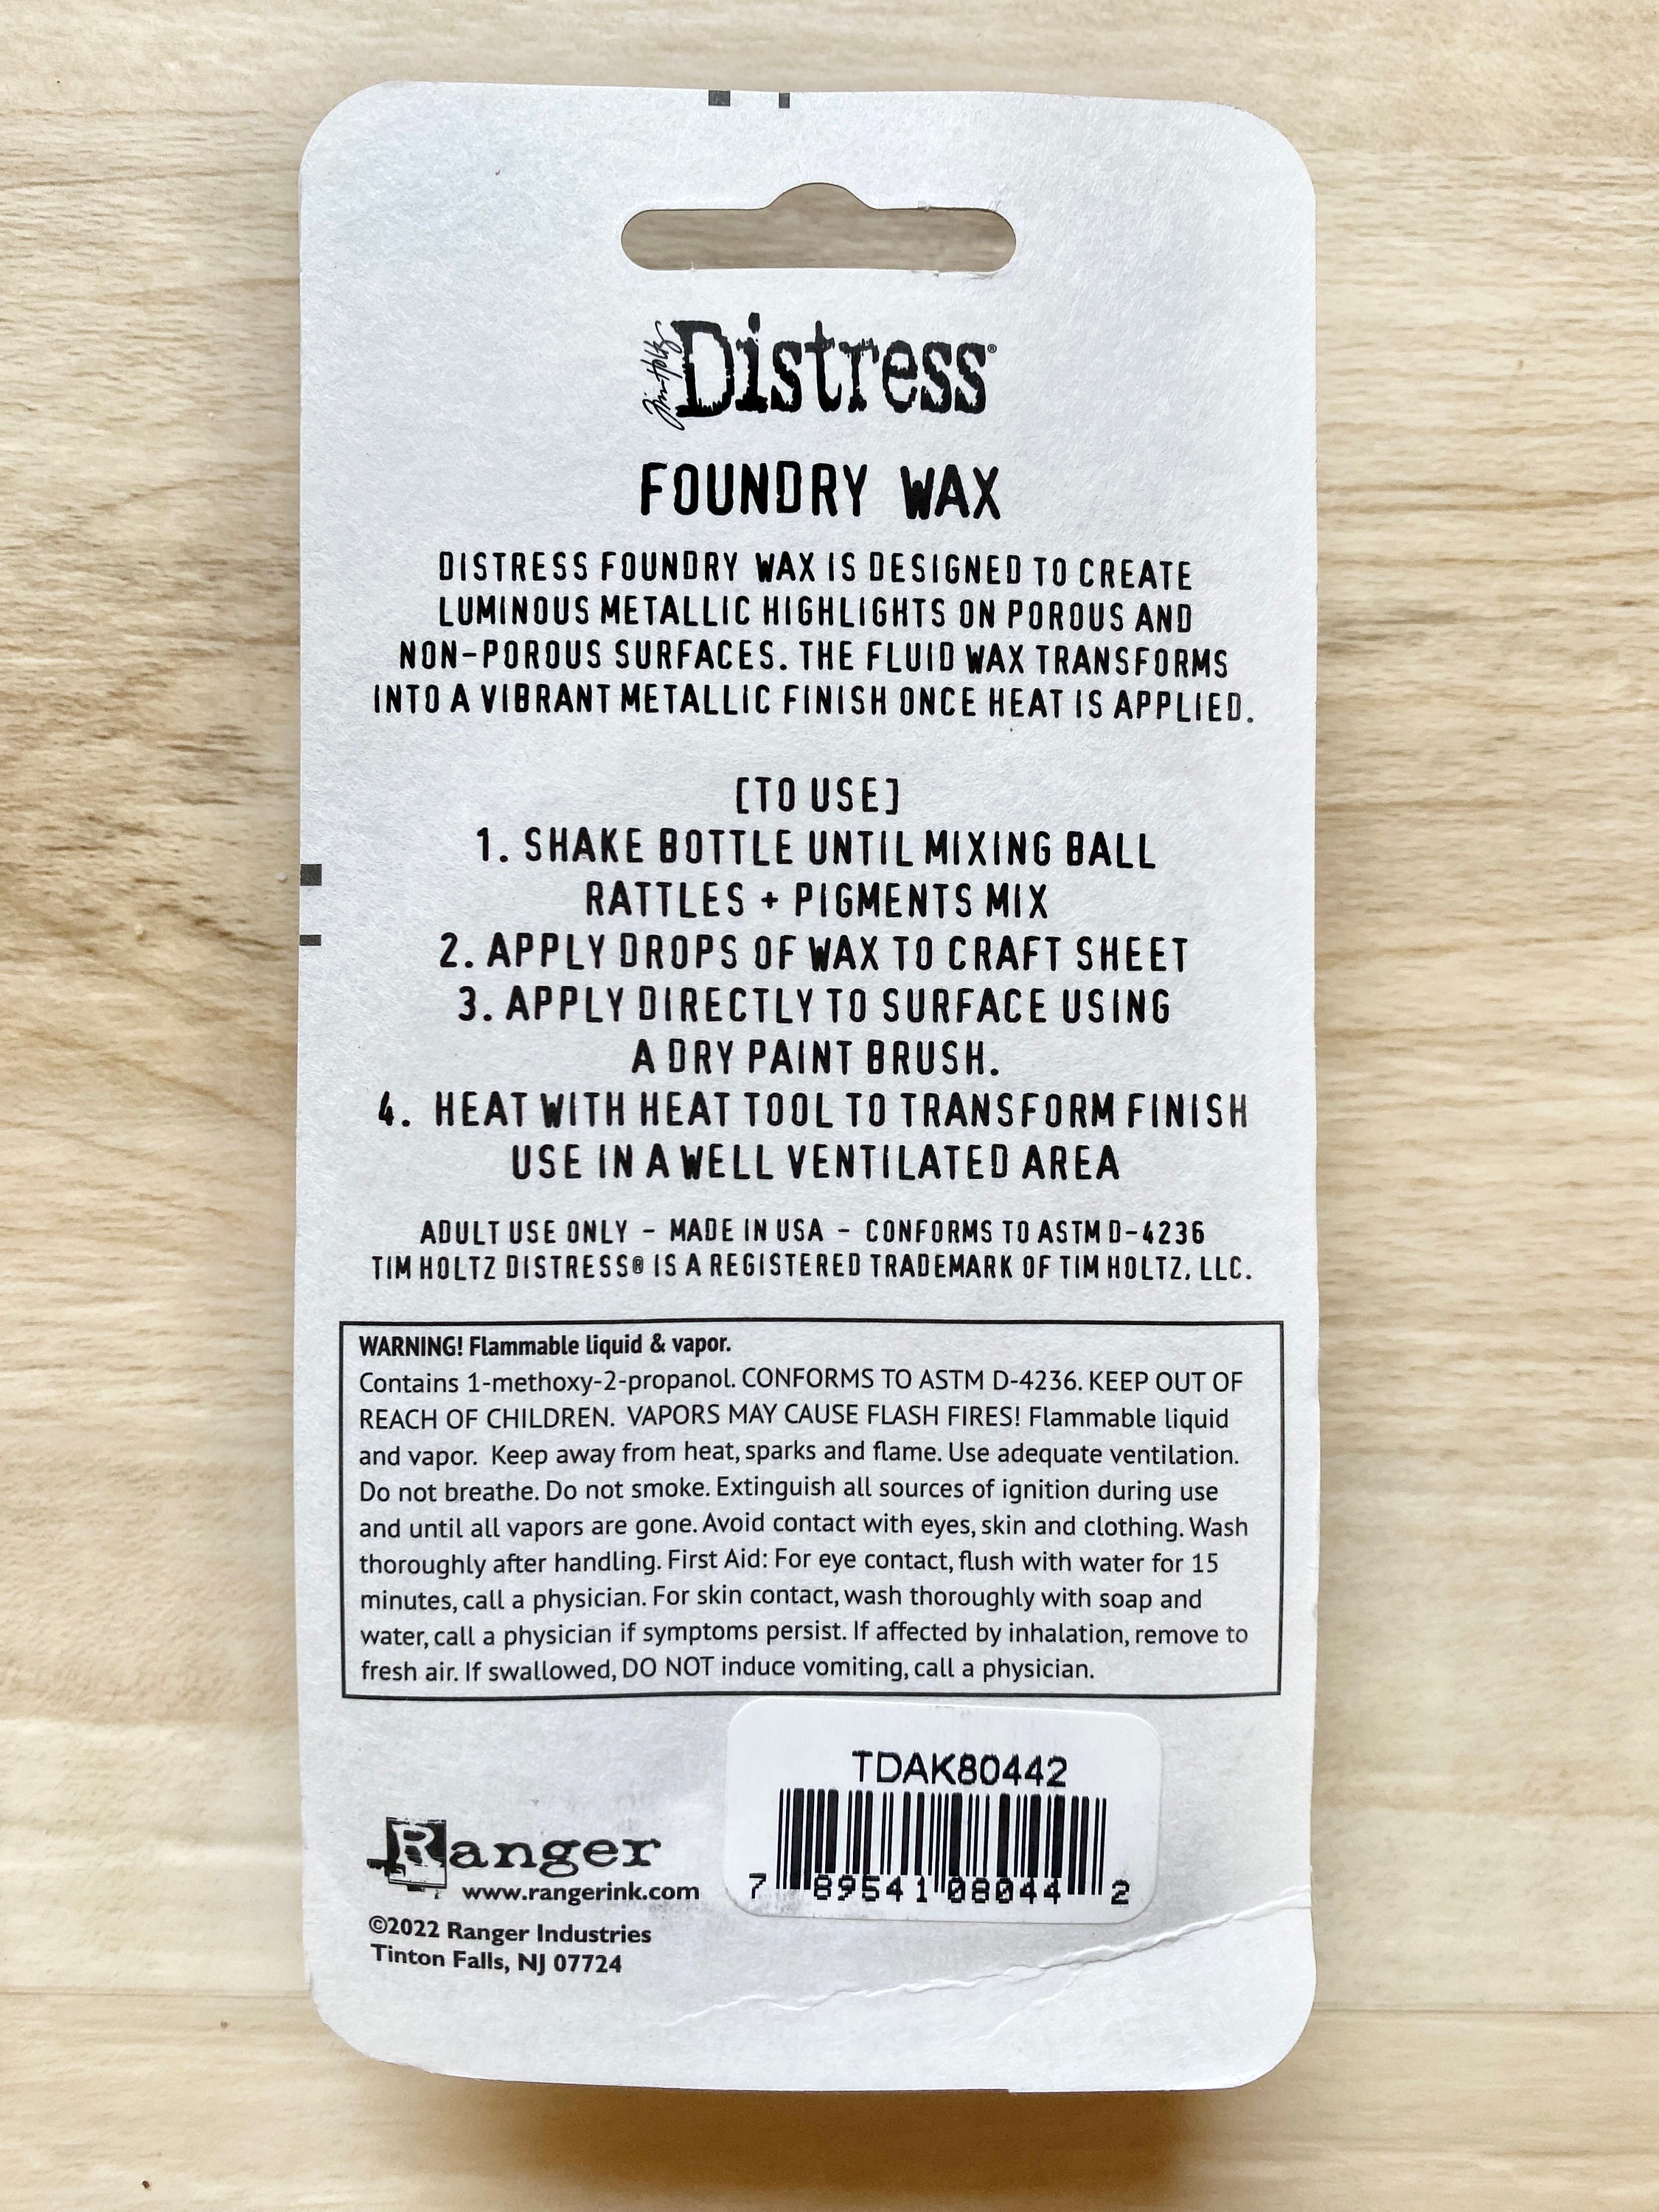 Tim Holtz Distress®
FOUNDRY WAX
DISTRESS FOUNDRY WAX IS DESIGNED TO CREATE
LUMINOUS METALLIC HIGHLIGHTS ON POROUS AND
NON-POROUS SURFACES. THE FLUID WAX TRANSFORMS
INTO A VIBRANT METALLIC FINISH ONCE HEAT IS APPLIED.
[TO USE]
1. SHAKE BOTTLE UNTIL MIXING BALL
RATTLES + PIGMENTS MIX
2. APPLY DROPS OF WAX TO CRAFT SHEET
3. APPLY DIRECTLY TO SURFACE USING
A DRY PAINT BRUSH.
4. HEAT WITH HEAT TOOL TO TRANSFORM FINISH
USE IN A WELL VENTILATED AREA
ADULT USE ONLY - MADE IN USA - CONFORMS TO ASTM D-4236
TIM HOLTZ DISTRESS® IS A REGISTERED TRADEMARK OF TIM HOLTZ, LLC.
WARNING! Flammable liquid & vapor.
Contains 1-methoxy-2-propanol. CONFORMS TO ASTM D-4236. KEEP OUT OF
REACH OF CHILDREN. VAPORS MAY CAUSE FLASH FIRES! Flammable liquid
and vapor. Keep away from heat, sparks and flame. Use adequate ventilation.
Do not breathe. Do not smoke. Extinguish all sources of ignition during use
and until all vapors are gone. Avoid contact with eyes, skin and clothing. Wash
thoroughly after handling. First Aid: For eye contact, flush with water for 15
minutes, call a physician. For skin contact, wash thoroughly with soap and
water, call a physician if symptoms persist. If affected by inhalation, remove to
fresh air. If swallowed, DO NOT induce vomiting, call a physician.
TDAK80442
7 89541 08044 2
Ranger
www.rangerink.com
©2022 Ranger Industries
Tinton Falls, NJ 07724